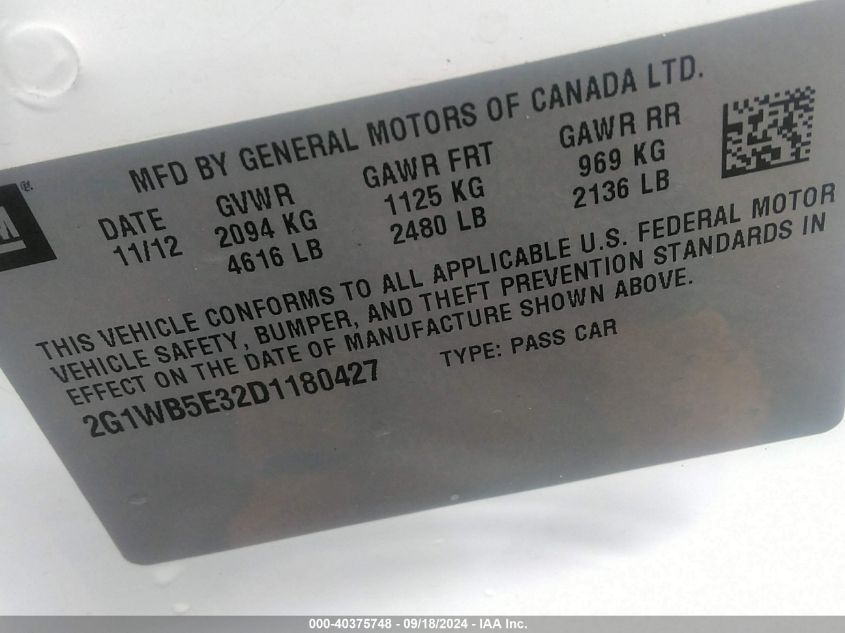 MFD BY GENERAL MOTORS OF CANADA LTD.
DATE GVWR GAWR FRT GAWR RR
11/12 2094 KG 1125 KG 969 KG
4616 LB 2480 LB 2136 LB
THIS VEHICLE CONFORMS TO ALL APPLICABLE U.S. FEDERAL MOTOR
VEHICLE SAFETY, BUMPER, AND THEFT PREVENTION STANDARDS IN
EFFECT ON THE DATE OF MANUFACTURE SHOWN ABOVE.
2G1WB5E32D1180427 TYPE: PASS CAR
000-40375748 - 09/18/2024 - IAA Inc.